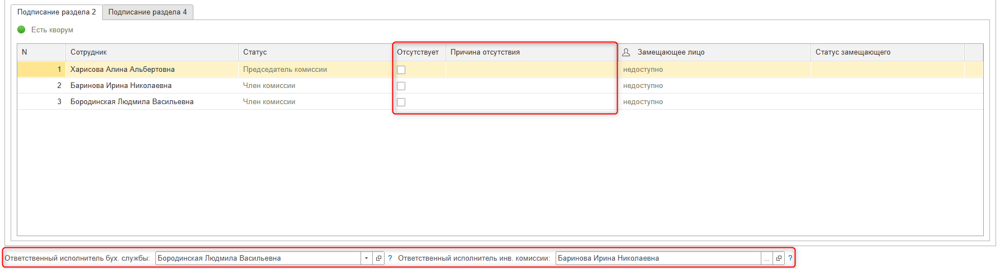 Подписание раздела 2 Подписание раздела 4
Есть кворум
N Сотрудник Статус Отсутствует Причина отсутствия Замещающее лицо Статус замещающего
1 Харисова Алина Альбертовна Председатель комиссии недоступно
2 Баринова Ирина Николаевна Член комиссии недоступно
3 Бородинская Людмила Васильевна Член комиссии недоступно
Ответственный исполнитель бух. службы: Бородинская Людмила Васильевна ? Ответственный исполнитель инв. комиссии: Баринова Ирина Николаевна ... ?